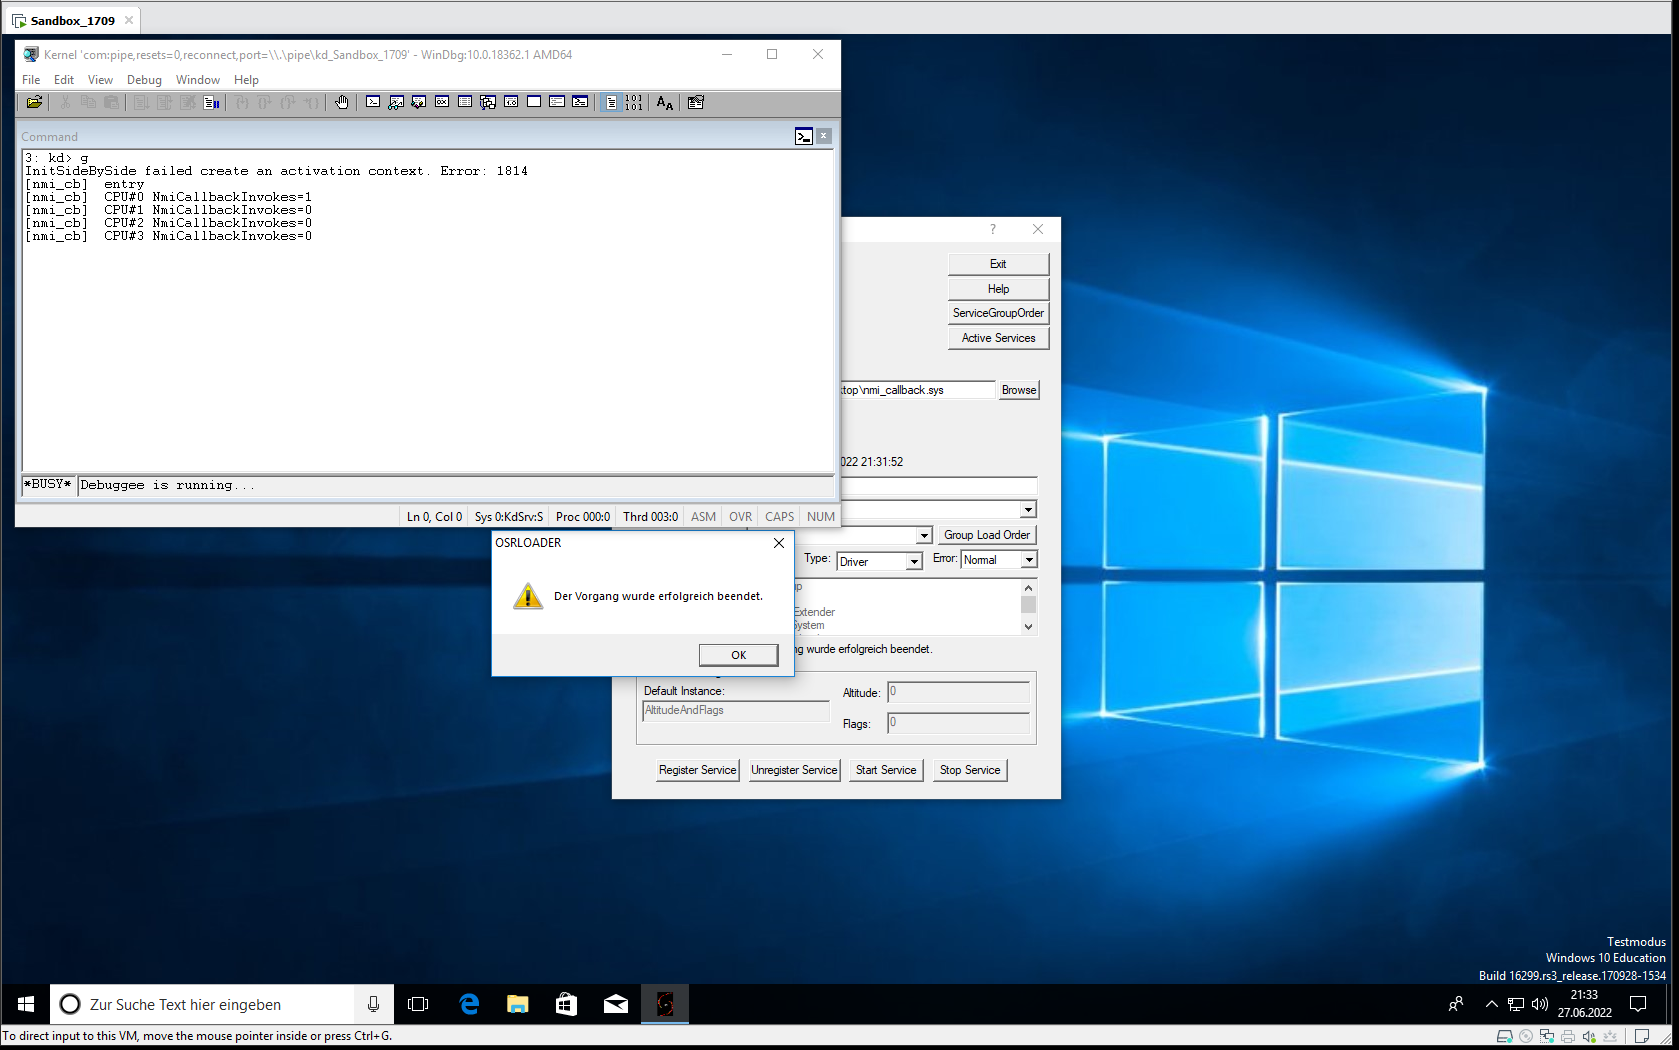 Sandbox_1709
Kernel 'com:pipe,resets=0,reconnect,port=\\.\pipe\kd_Sandbox_1709' - WinDbg:10.0.18362.1 AMD64
File Edit View Debug Window Help
Command
3: kd> g
InitSideBySide failed create an activation context. Error: 1814
[nmi_cb] entry
[nmi_cb] CPU#0 NmiCallbackInvokes=1
[nmi_cb] CPU#1 NmiCallbackInvokes=0
[nmi_cb] CPU#2 NmiCallbackInvokes=0
[nmi_cb] CPU#3 NmiCallbackInvokes=0
*BUSY* Debuggee is running...
Ln 0, Col 0 Sys 0:KdSrv:S Proc 000:0 Thrd 003:0 ASM OVR CAPS NUM
Exit
Help
ServiceGroupOrder
Active Services
ktop\nmi_callback.sys Browse
022 21:31:52
Group Load Order
Type: Driver Error: Normal
Extender
System
ng wurde erfolgreich beendet.
OSRLOADER
Der Vorgang wurde erfolgreich beendet.
OK
Default Instance:
AltitudeAndFlags
Altitude: 0
Flags: 0
Register Service Unregister Service Start Service Stop Service
Testmodus
Windows 10 Education
Build 16299.rs3_release.170928-1534
Zur Suche Text hier eingeben
21:33
27.06.2022
To direct input to this VM, move the mouse pointer inside or press Ctrl+G.